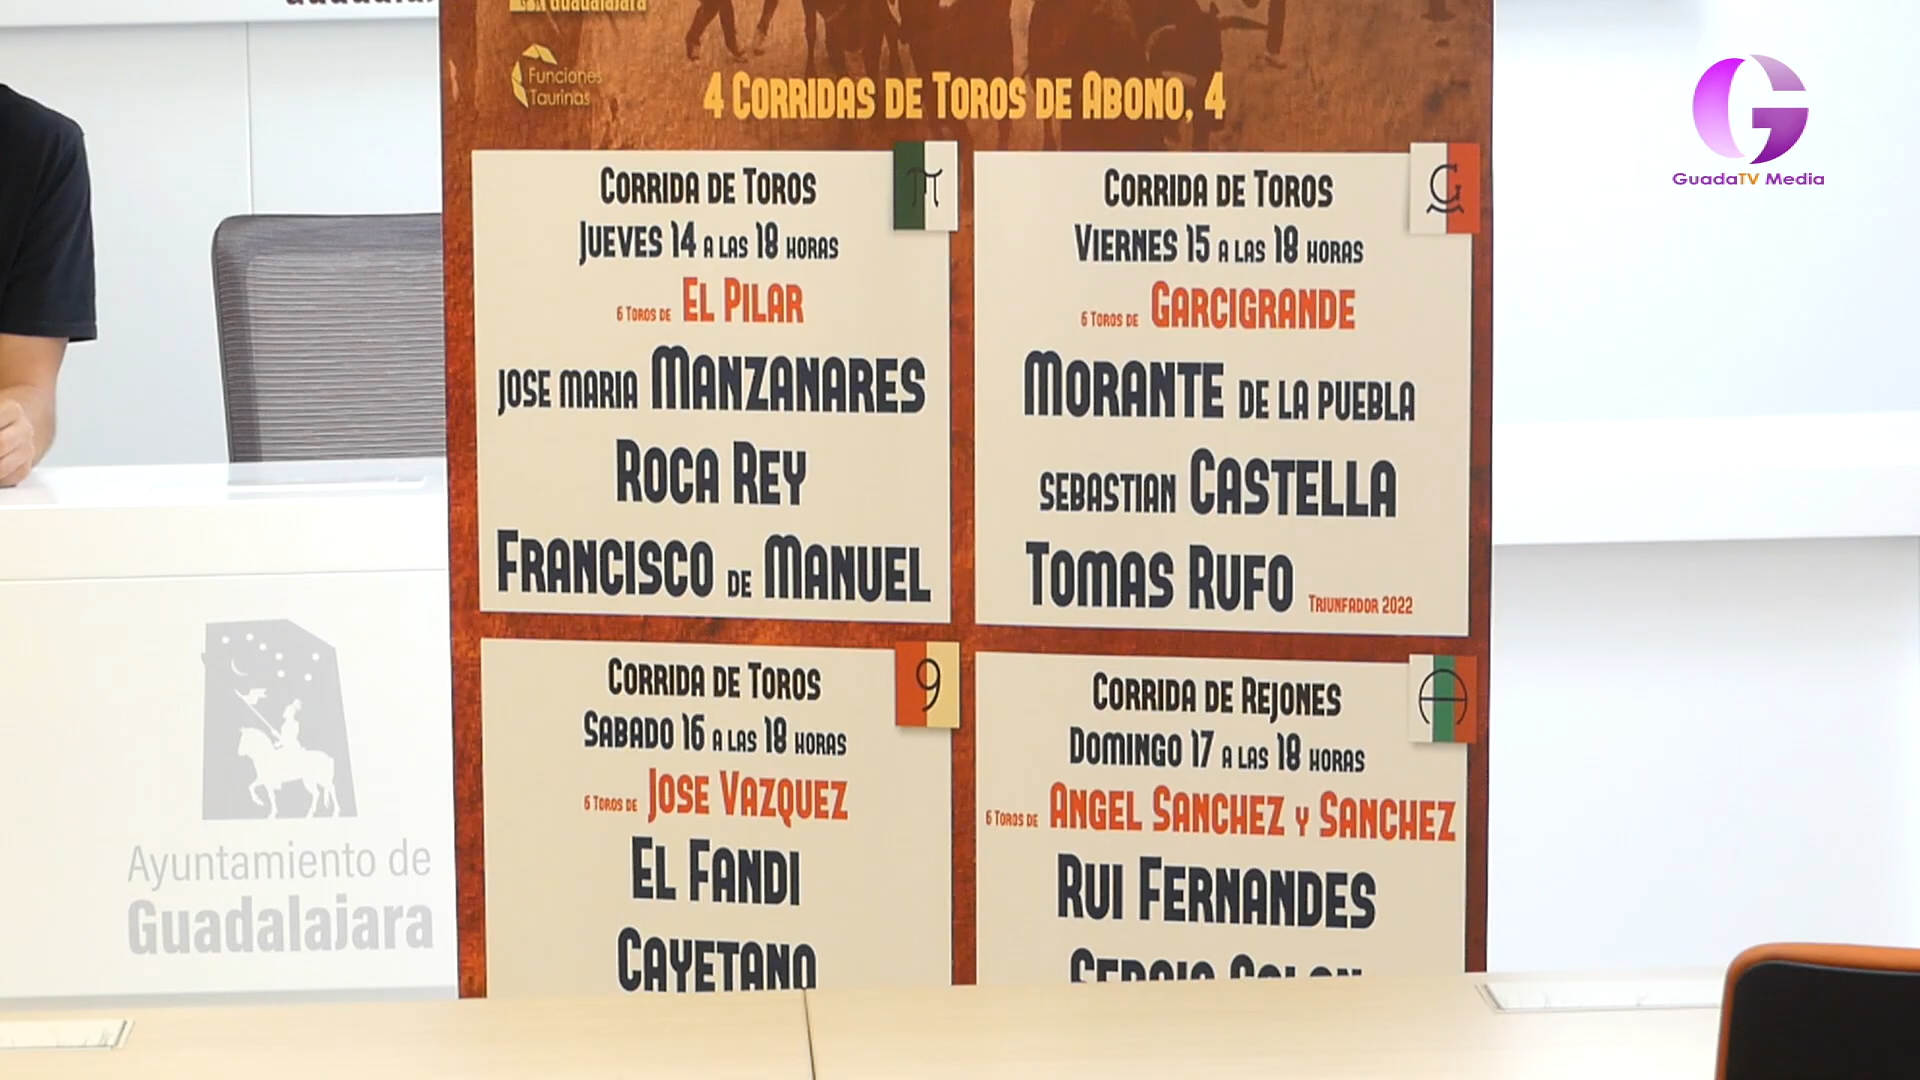 Guadalajara
Funciones
Taurinas
4 CORRIDAS DE TOROS DE ABONO, 4
CORRIDA DE TOROS
JUEVES 14 A LAS 18 HORAS
6 TOROS DE EL PILAR
JOSE MARIA MANZANARES
ROCA REY
FRANCISCO DE MANUEL
CORRIDA DE TOROS
VIERNES 15 A LAS 18 HORAS
6 TOROS DE GARCIGRANDE
MORANTE DE LA PUEBLA
SEBASTIAN CASTELLA
TOMAS RUFO TRIUNFADOR 2022
CORRIDA DE TOROS
SABADO 16 A LAS 18 HORAS
6 TOROS DE JOSE VAZQUEZ
EL FANDI
CAYETANO
9
CORRIDA DE REJONES
DOMINGO 17 A LAS 18 HORAS
6 TOROS DE ANGEL SANCHEZ Y SANCHEZ
RUI FERNANDES
SERGIO GALAN
Ayuntamiento de
Guadalajara
GuadaTV Media